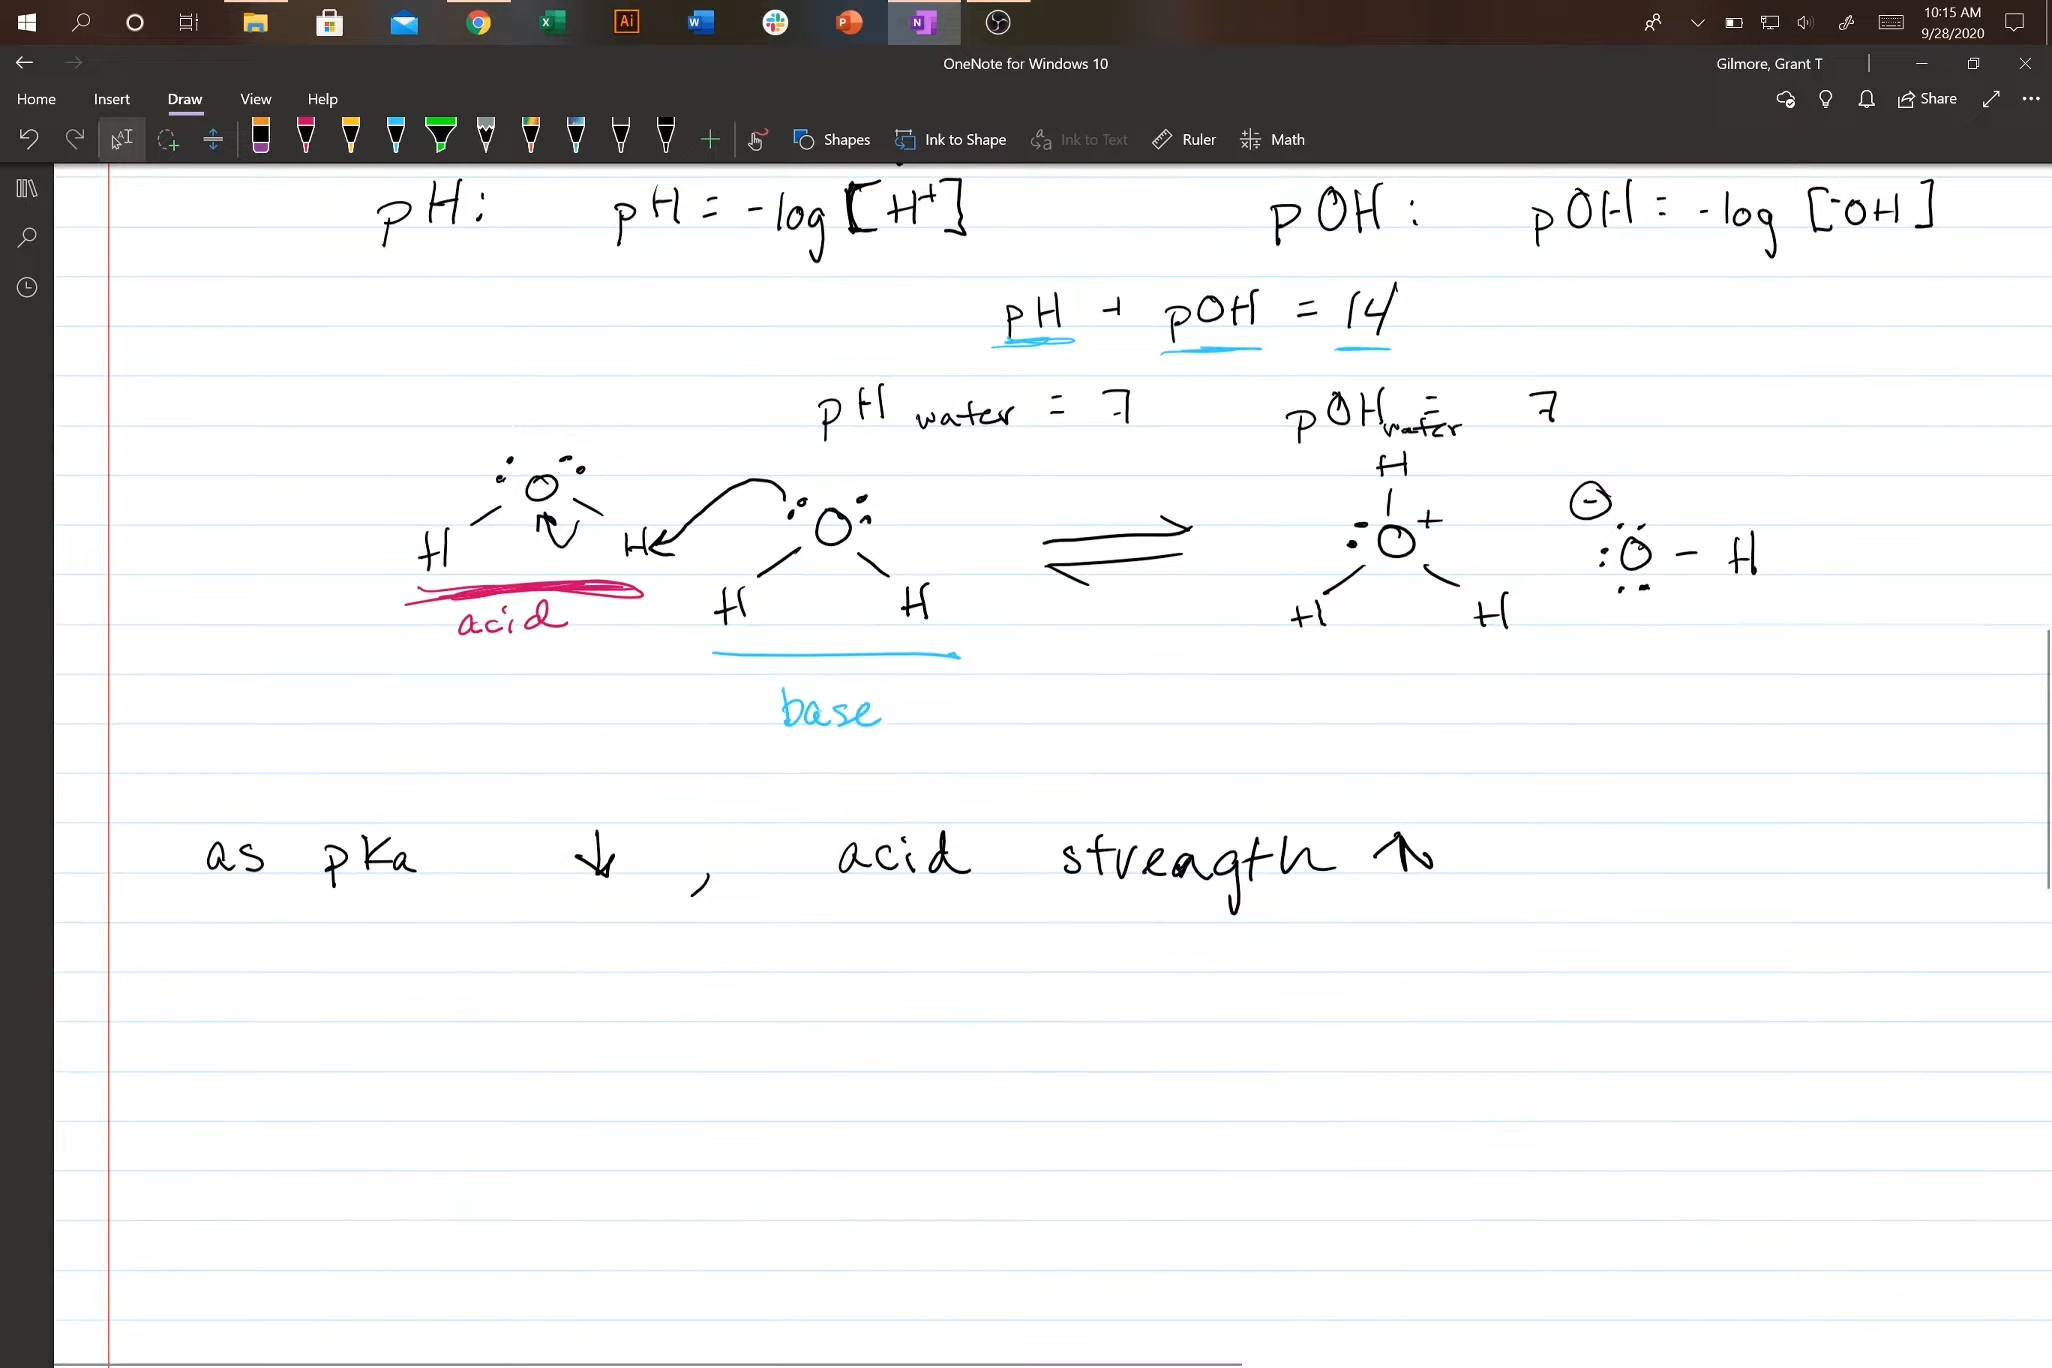 10:15 AM
9/28/2020
OneNote for Windows 10
Gilmore, Grant T
Home Insert Draw View Help
Share
Shapes Ink to Shape Ink to Text Ruler Math
pH: pH = -log [H+] pOH: pOH = -log [-OH]
pH + pOH = 14
pH water = 7 pOH water = 7
H O H
H O H
H O + H H
- O - H
acid
base
as pKa ↓, acid strength ↑